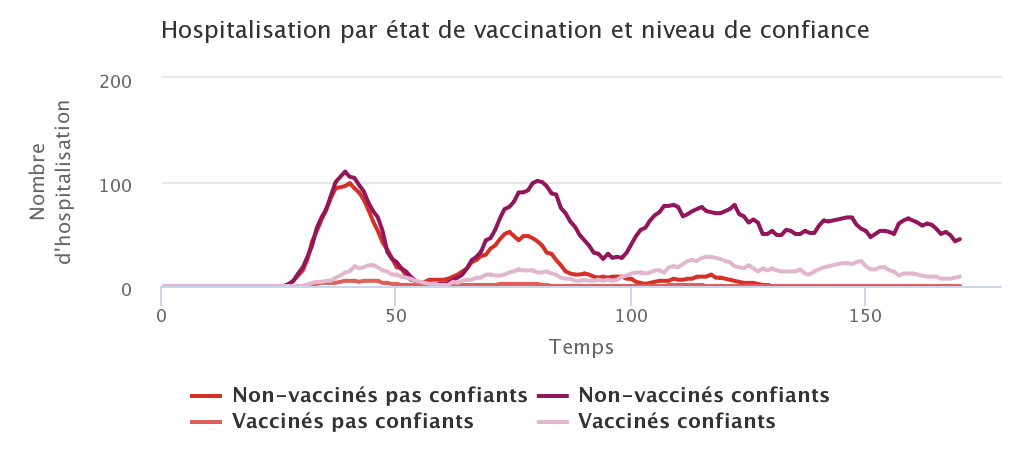 Hospitalisation par état de vaccination et niveau de confiance
200
100
0
Nombre
d'hospitalisation
0 50 100 150
Temps
Non-vaccinés pas confiants Non-vaccinés confiants
Vaccinés pas confiants Vaccinés confiants